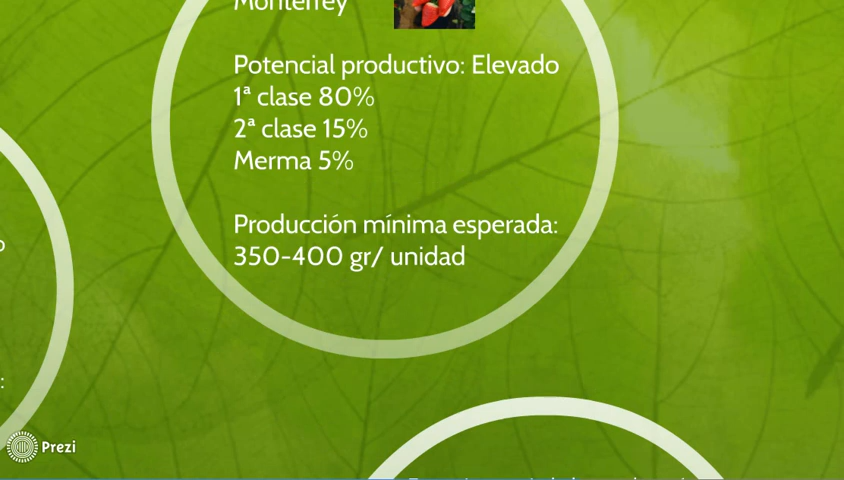 Monterrey
Potencial productivo: Elevado
1ª clase 80%
2ª clase 15%
Merma 5%
Producción mínima esperada:
350-400 gr/ unidad
Prezi